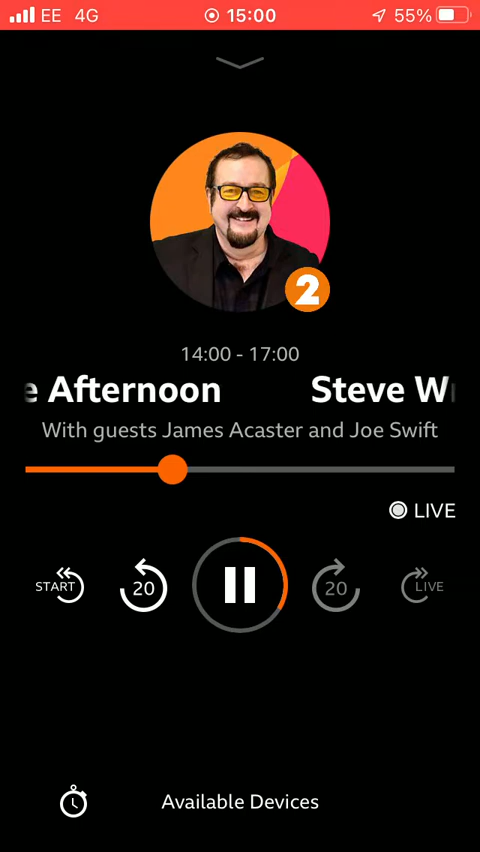 EE 4G 15:00 55%
2
14:00 - 17:00
e Afternoon Steve W
With guests James Acaster and Joe Swift
LIVE
START 20 20 LIVE
Available Devices